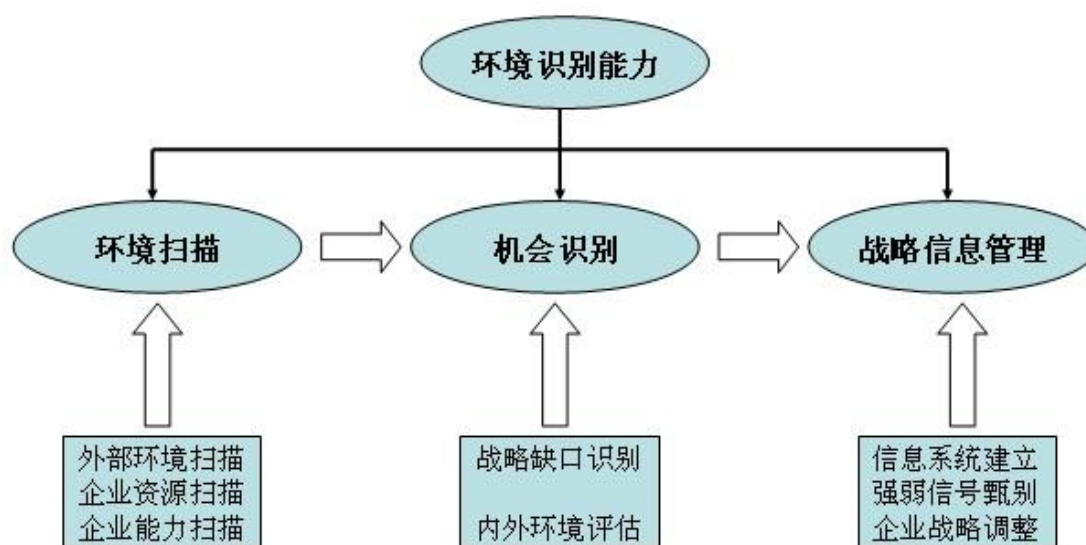 环境识别能力
环境扫描
机会识别
战略信息管理
外部环境扫描
企业资源扫描
企业能力扫描
战略缺口识别
内外环境评估
信息系统建立
强弱信号甄别
企业战略调整